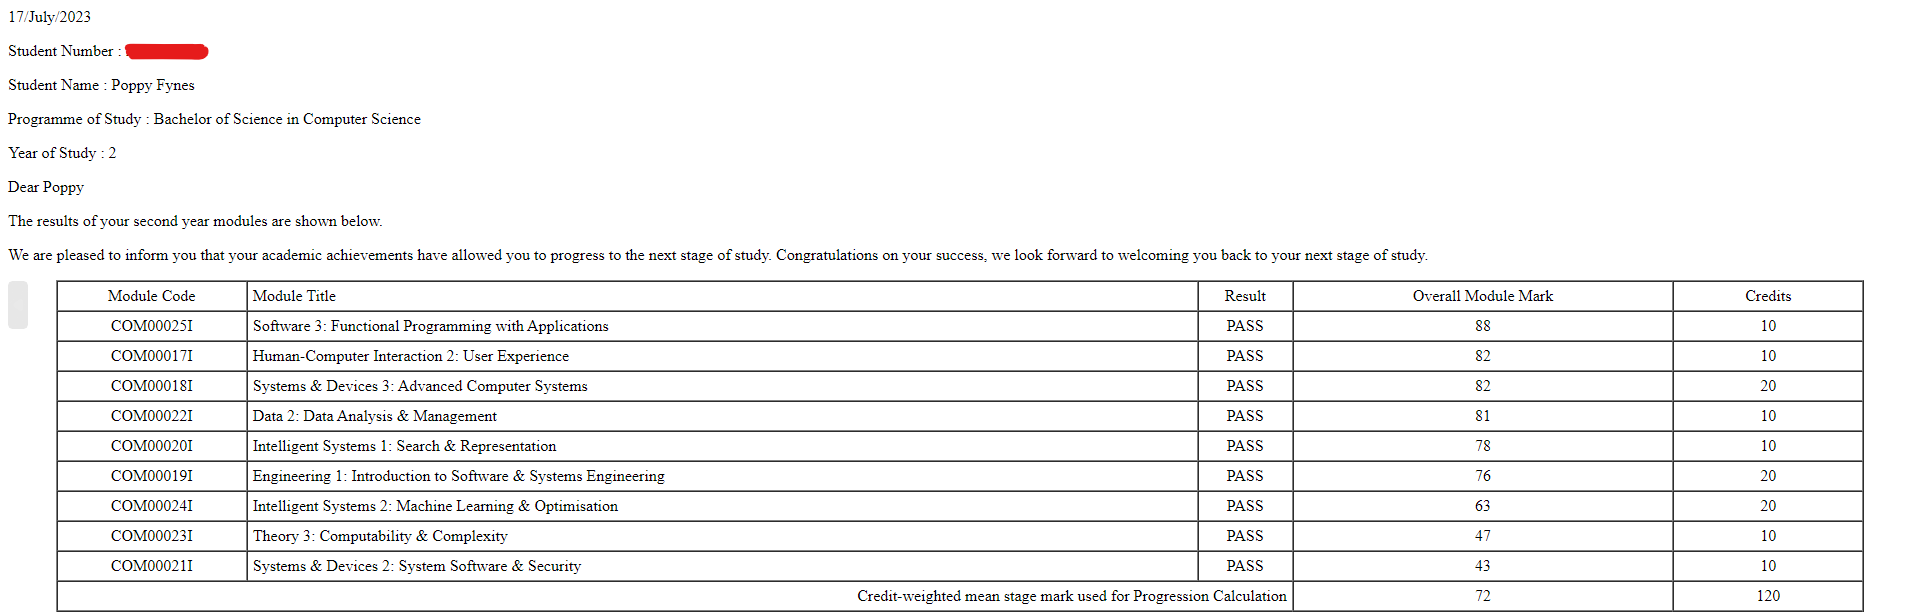 17/July/2023
Student Number :
Student Name : Poppy Fynes
Programme of Study : Bachelor of Science in Computer Science
Year of Study : 2
Dear Poppy
The results of your second year modules are shown below.
We are pleased to inform you that your academic achievements have allowed you to progress to the next stage of study. Congratulations on your success, we look forward to welcoming you back to your next stage of study.
Module Code Module Title Result Overall Module Mark Credits
COM00025I Software 3: Functional Programming with Applications PASS 88 10
COM00017I Human-Computer Interaction 2: User Experience PASS 82 10
COM00018I Systems & Devices 3: Advanced Computer Systems PASS 82 20
COM00022I Data 2: Data Analysis & Management PASS 81 10
COM00020I Intelligent Systems 1: Search & Representation PASS 78 10
COM00019I Engineering 1: Introduction to Software & Systems Engineering PASS 76 20
COM00024I Intelligent Systems 2: Machine Learning & Optimisation PASS 63 20
COM00023I Theory 3: Computability & Complexity PASS 47 10
COM00021I Systems & Devices 2: System Software & Security PASS 43 10
Credit-weighted mean stage mark used for Progression Calculation 72 120